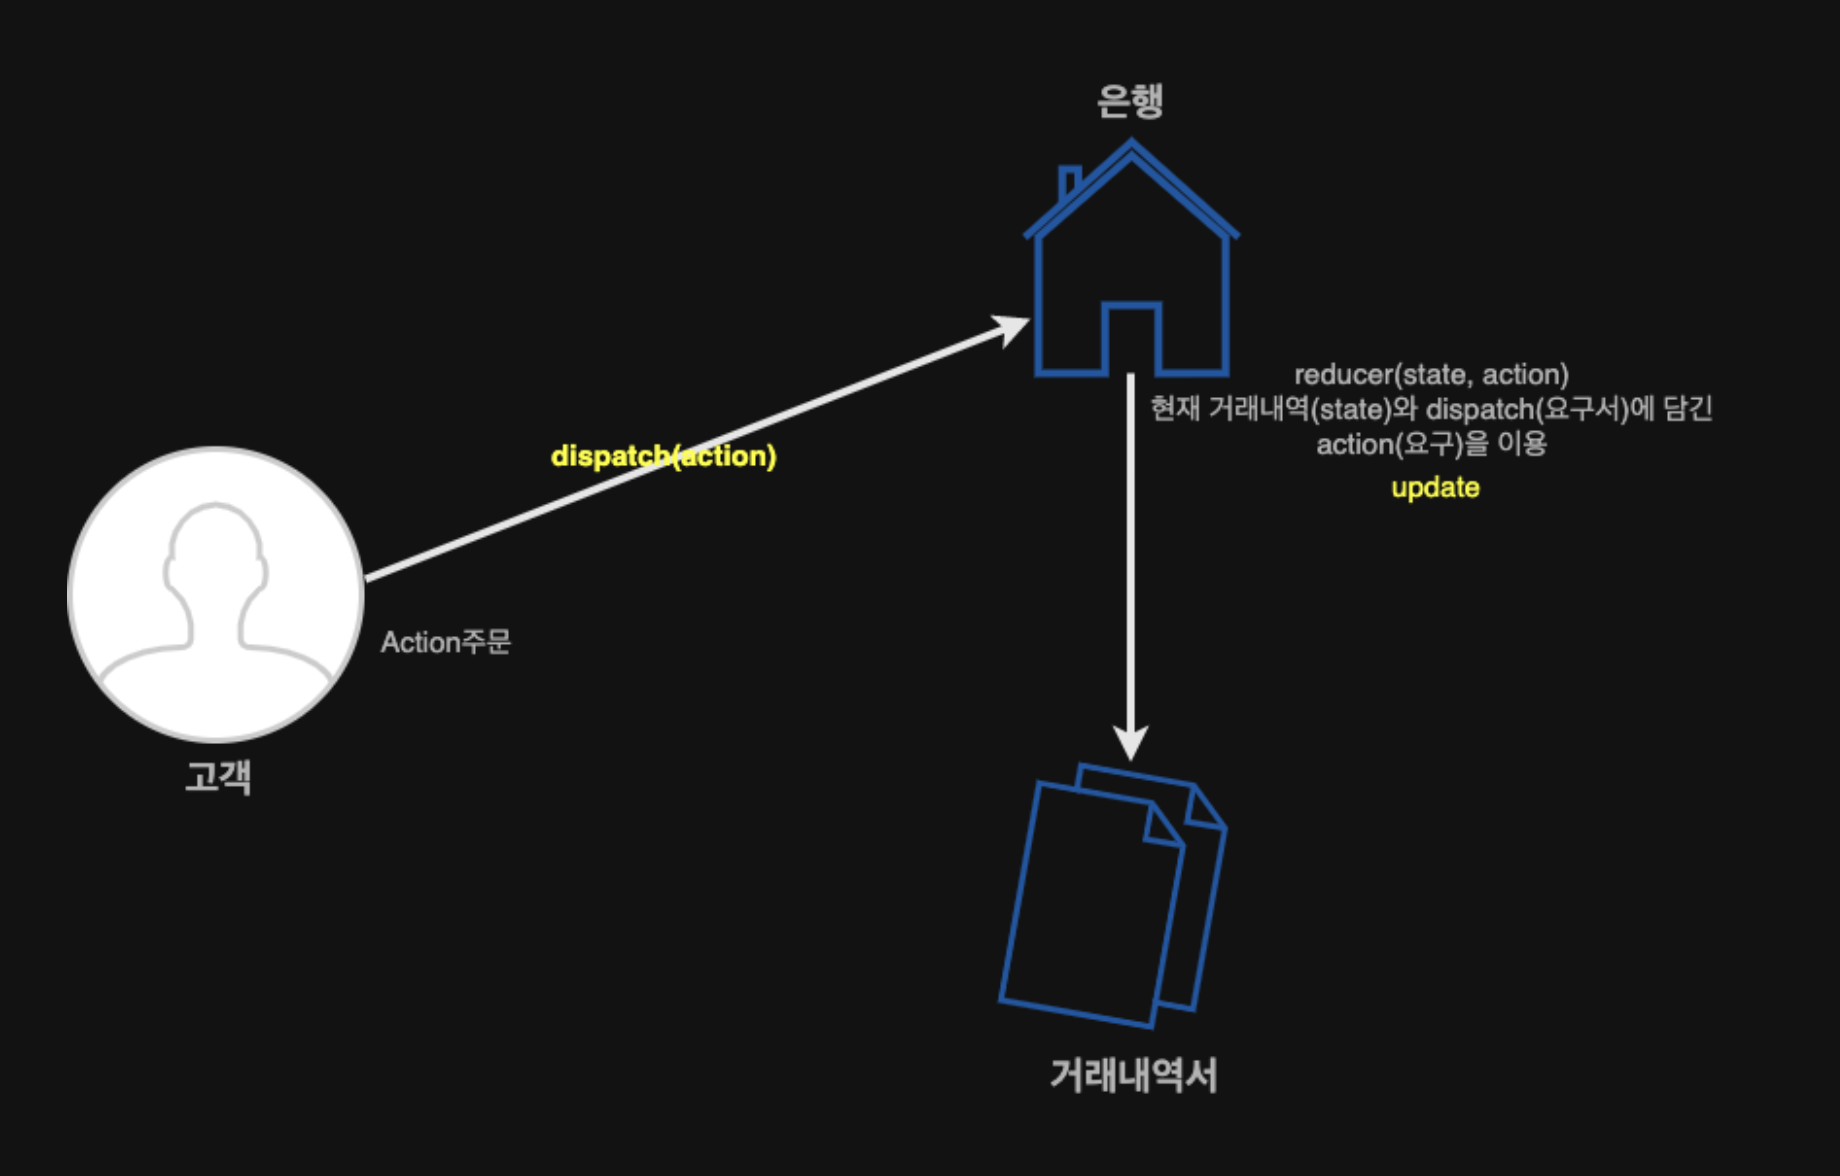 은행
reducer(state, action)
현재 거래내역(state)와 dispatch(요구서)에 담긴
action(요구)을 이용
update
dispatch(action)
Action주문
고객
거래내역서